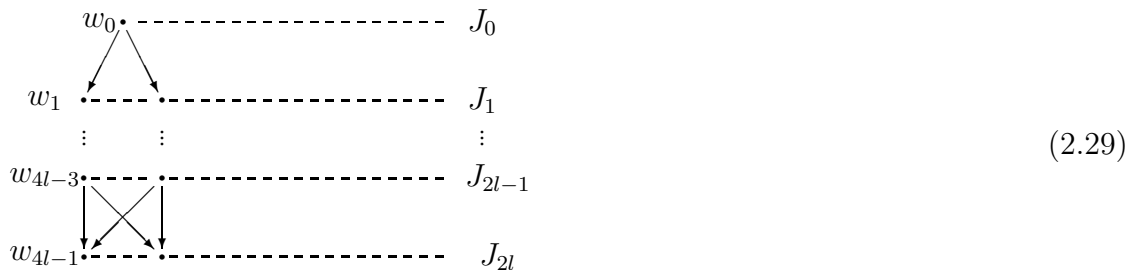 w₀ J₀
w₁ J₁
⋮ ⋮ ⋮
(2.29)
w₄ₗ₋₃ J₂ₗ₋₁
w₄ₗ₋₁ J₂ₗ